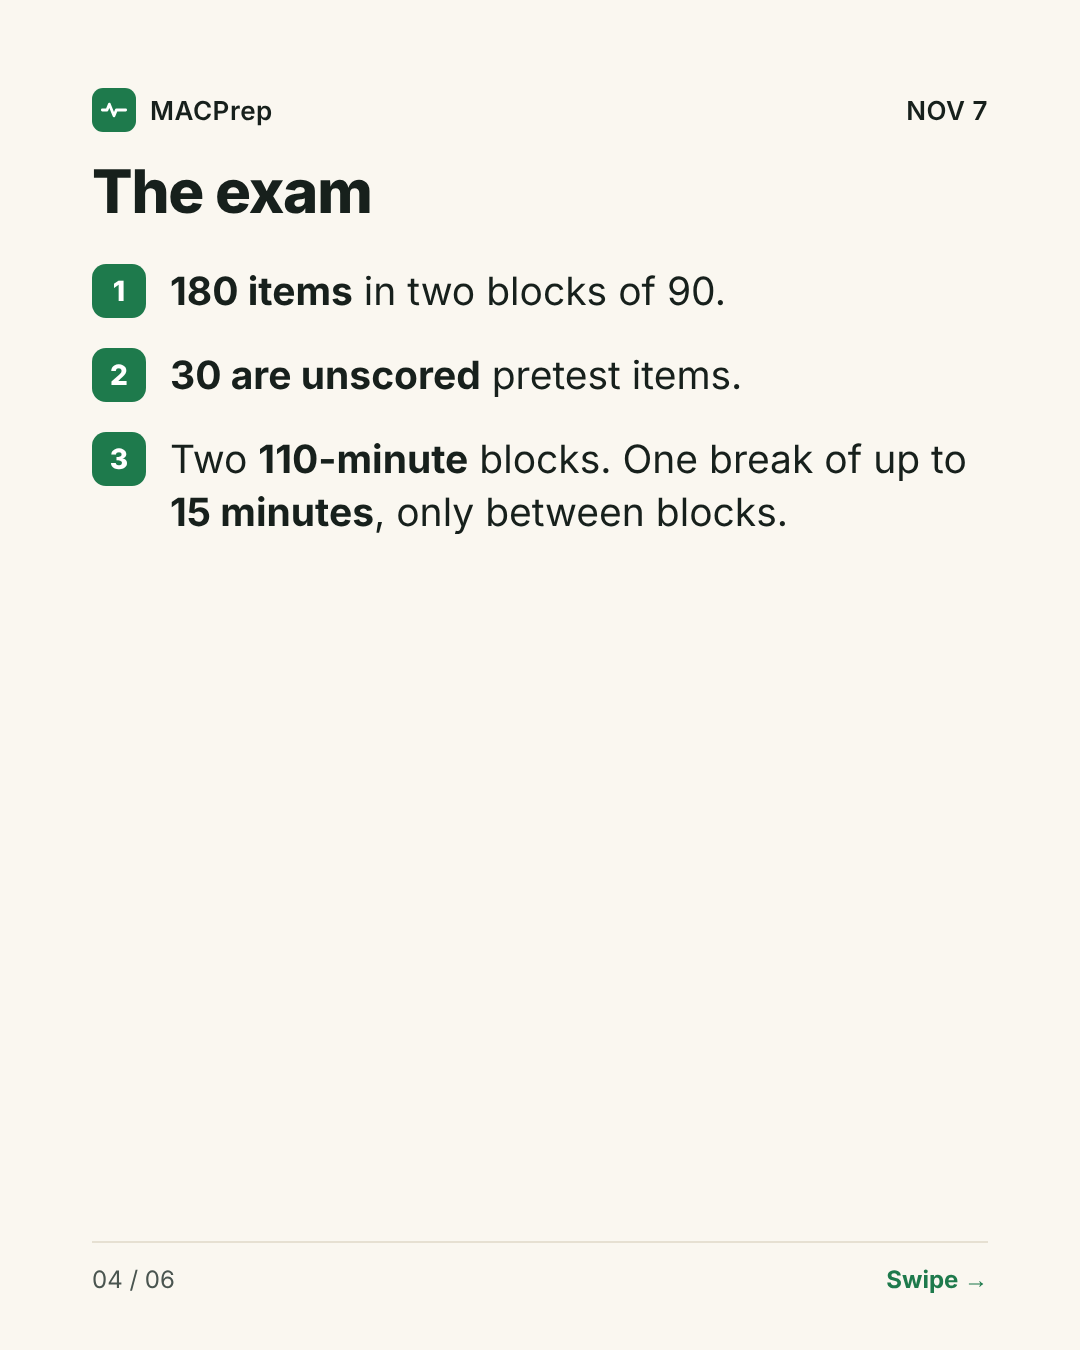 MACPrep
NOV 7
The exam
1 180 items in two blocks of 90.
2 30 are unscored pretest items.
3 Two 110-minute blocks. One break of up to
15 minutes, only between blocks.
04 / 06
Swipe →